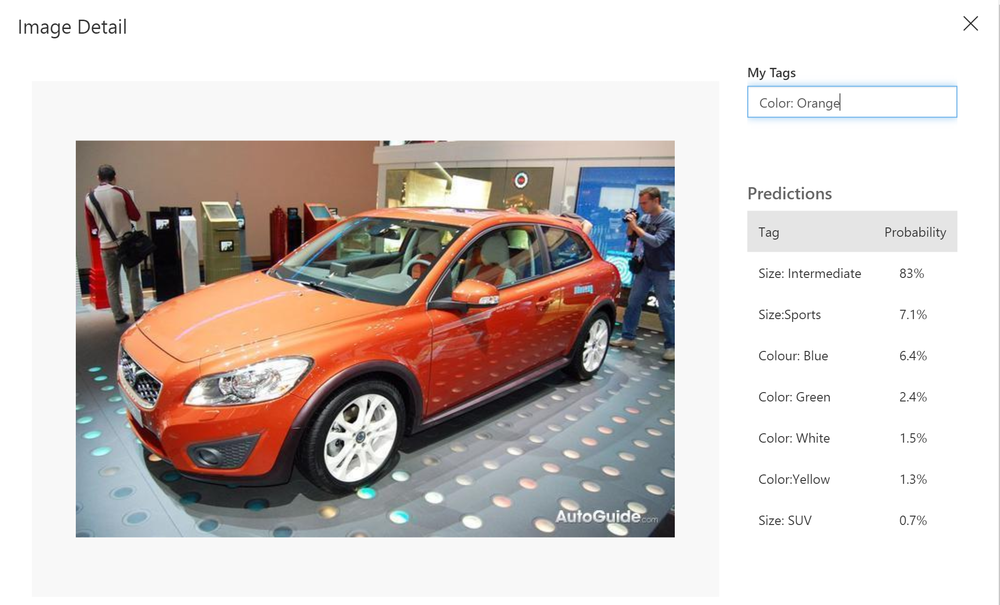 Image Detail
My Tags
Color: Orange
Predictions
Tag Probability
Size: Intermediate 83%
Size:Sports 7.1%
Colour: Blue 6.4%
Color: Green 2.4%
Color: White 1.5%
Color:Yellow 1.3%
Size: SUV 0.7%
AutoGuide.com